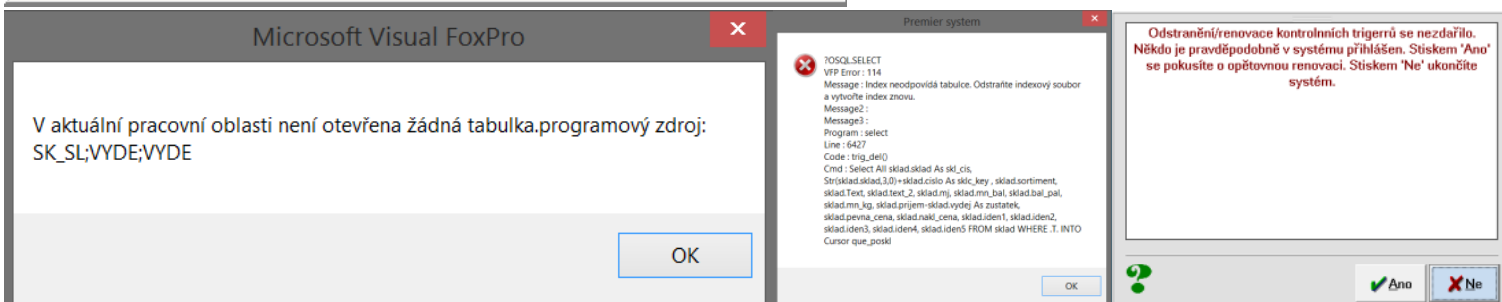 Microsoft Visual FoxPro
V aktuální pracovní oblasti není otevřena žádná tabulka.programový zdroj:
SK_SL;VYDE;VYDE
OK
Premier system
?OSQL.SELECT
VFP Error : 114
Message : Index neodpovídá tabulce. Odstraňte indexový soubor
a vytvořte index znovu.
Message2 :
Message3 :
Program : select
Line : 6427
Code : trig_del()
Cmd : Select All sklad.sklad As skl_cis,
Str(sklad.sklad,3,0)+sklad.cislo As sklc_key , sklad.sortiment,
sklad.Text, sklad.text_2, sklad.mj, sklad.mn_bal, sklad.bal_pal,
sklad.mn_kg, sklad.prijem-sklad.vydej As zustatek,
sklad.pevna_cena, sklad.nakl_cena, sklad.iden1, sklad.iden2,
sklad.iden3, sklad.iden4, sklad.iden5 FROM sklad WHERE .T. INTO
Cursor que_poskl
OK
Odstranění/renovace kontrolnních trigerrů se nezdařilo.
Někdo je pravděpodobně v systému přihlášen. Stiskem 'Ano'
se pokusíte o opětovnou renovaci. Stiskem 'Ne' ukončíte
systém.
Ano
Ne